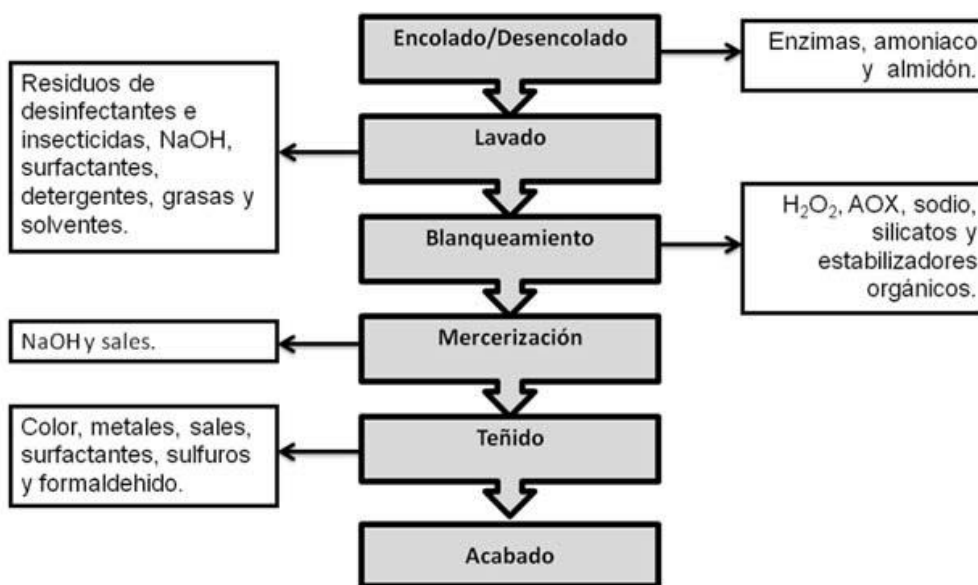 Encolado/Desencolado
Enzimas, amoniaco
y almidón.
Residuos de
desinfectantes e
insecticidas, NaOH,
surfactantes,
detergentes, grasas y
solventes.
Lavado
Blanqueamiento
H₂O₂, AOX, sodio,
silicatos y
estabilizadores
orgánicos.
Mercerización
NaOH y sales.
Teñido
Color, metales, sales,
surfactantes, sulfuros
y formaldehido.
Acabado